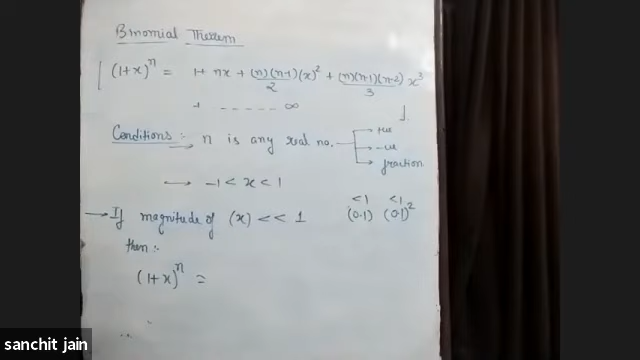 Binomial Theorem
(1+x)^n = 1 + nx + (n)(n-1)(x)^2/2 + (n)(n-1)(n-2)/3 x^3
+ ------ ∞
Conditions :- n is any real no. +ve
-ve
fraction
→ -1 < x < 1
→ If magnitude of (x) << 1 <1 <1
(0.1) (0.1)^2
then :-
(1+x)^n =
sanchit jain